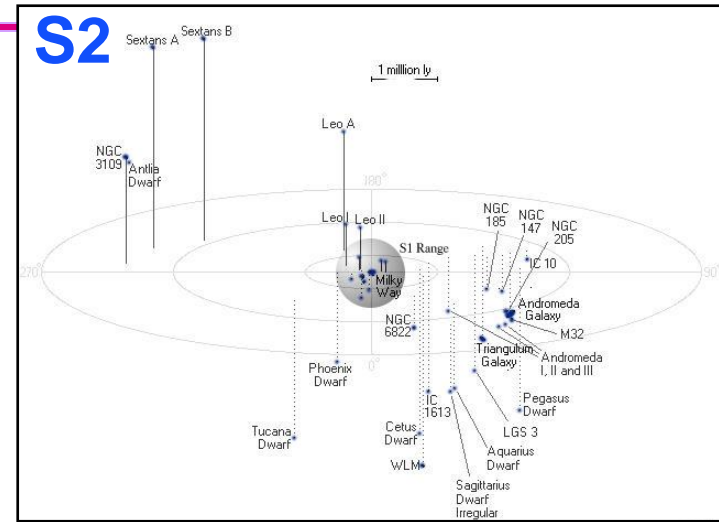 S2
Sextans A
Sextans B
1 milllion ly
Leo A
NGC
3109
Antlia
Dwarf
180°
Leo I
Leo II
NGC
185
NGC
147
NGC
205
S1 Range
270°
IC 10
90°
Milky
Way
Andromeda
Galaxy
NGC
6822
M32
Triangulum
Galaxy
Andromeda
I, II and III
0°
Phoenix
Dwarf
IC
1613
Pegasus
Dwarf
LGS 3
Tucana
Dwarf
Cetus
Dwarf
Aquarius
Dwarf
WLM
Sagittarius
Dwarf
Irregular